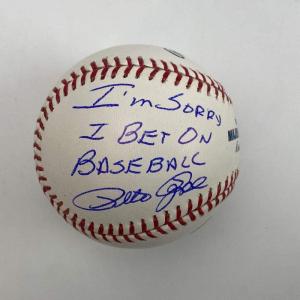 I'm Sorry
I Bet On
Baseball
Pete Rose